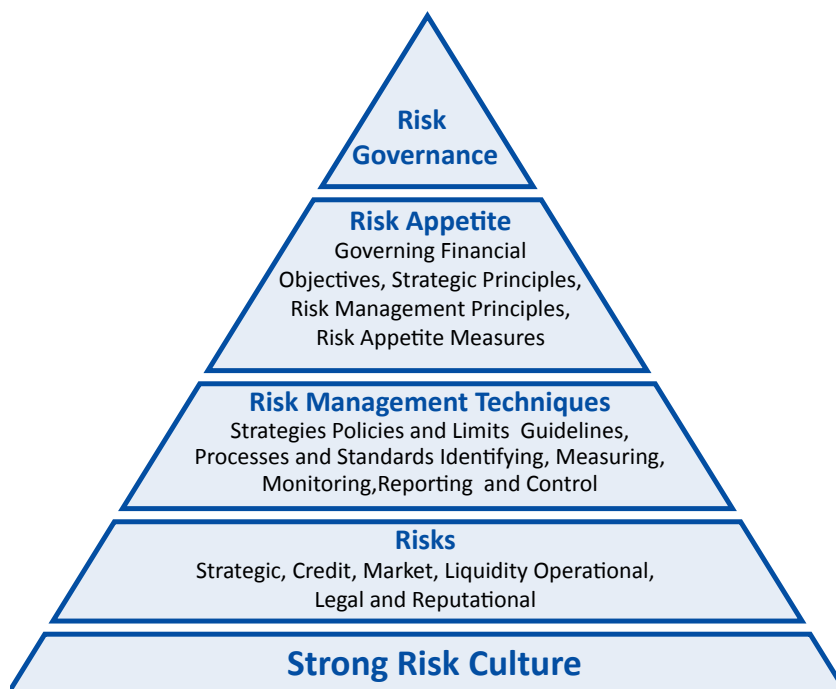 Risk
Governance
Risk Appetite
Governing Financial
Objectives, Strategic Principles,
Risk Management Principles,
Risk Appetite Measures
Risk Management Techniques
Strategies Policies and Limits Guidelines,
Processes and Standards Identifying, Measuring,
Monitoring,Reporting and Control
Risks
Strategic, Credit, Market, Liquidity Operational,
Legal and Reputational
Strong Risk Culture